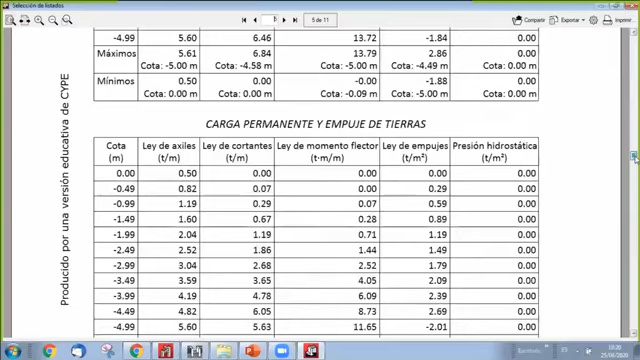 Selección de listados
5 de 11
Compartir
Exportar
Imprimir
-4.99 5.60 6.46 13.72 -1.84 0.00
Máximos 5.61 6.84 13.79 2.86 0.00
Cota: -5.00 m Cota: -4.58 m Cota: -5.00 m Cota: -4.49 m Cota: 0.00 m
Mínimos 0.50 0.00 -0.00 -1.88 0.00
Cota: 0.00 m Cota: 0.00 m Cota: -0.09 m Cota: -5.00 m Cota: 0.00 m
CARGA PERMANENTE Y EMPUJE DE TIERRAS
Cota Ley de axiles Ley de cortantes Ley de momento flector Ley de empujes Presión hidrostática
(m) (t/m) (t/m) (t·m/m) (t/m²) (t/m²)
0.00 0.50 0.00 0.00 0.00 0.00
-0.49 0.82 0.07 0.00 0.29 0.00
-0.99 1.19 0.29 0.07 0.59 0.00
-1.49 1.60 0.67 0.28 0.89 0.00
-1.99 2.04 1.19 0.71 1.19 0.00
-2.49 2.52 1.86 1.44 1.49 0.00
-2.99 3.04 2.68 2.52 1.79 0.00
-3.49 3.59 3.65 4.05 2.09 0.00
-3.99 4.19 4.78 6.09 2.39 0.00
-4.49 4.82 6.05 8.73 2.69 0.00
-4.99 5.60 5.63 11.65 -2.01 0.00
Producido por una versión educativa de CYPE
Escritorio
ES
18:20
25/06/2020